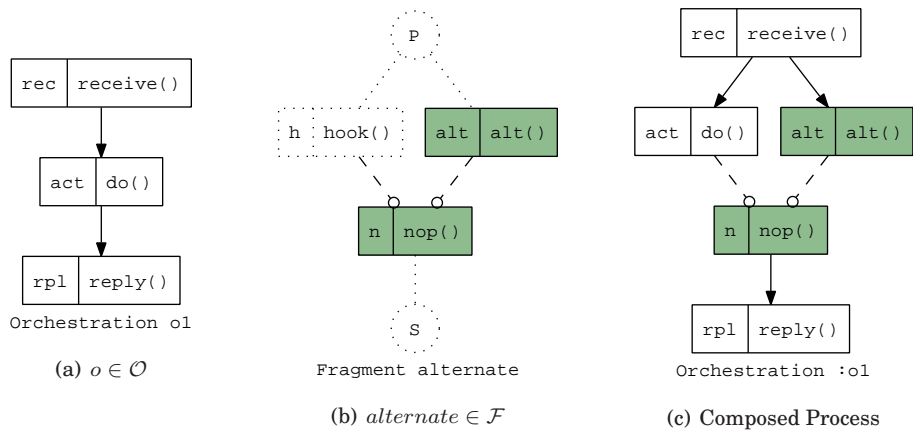 rec receive()
act do()
rpl reply()
Orchestration o1
(a) o ∈ 𝒪
P
h hook() alt alt()
n nop()
S
Fragment alternate
(b) alternate ∈ ℱ
rec receive()
act do() alt alt()
n nop()
rpl reply()
Orchestration :o1
(c) Composed Process